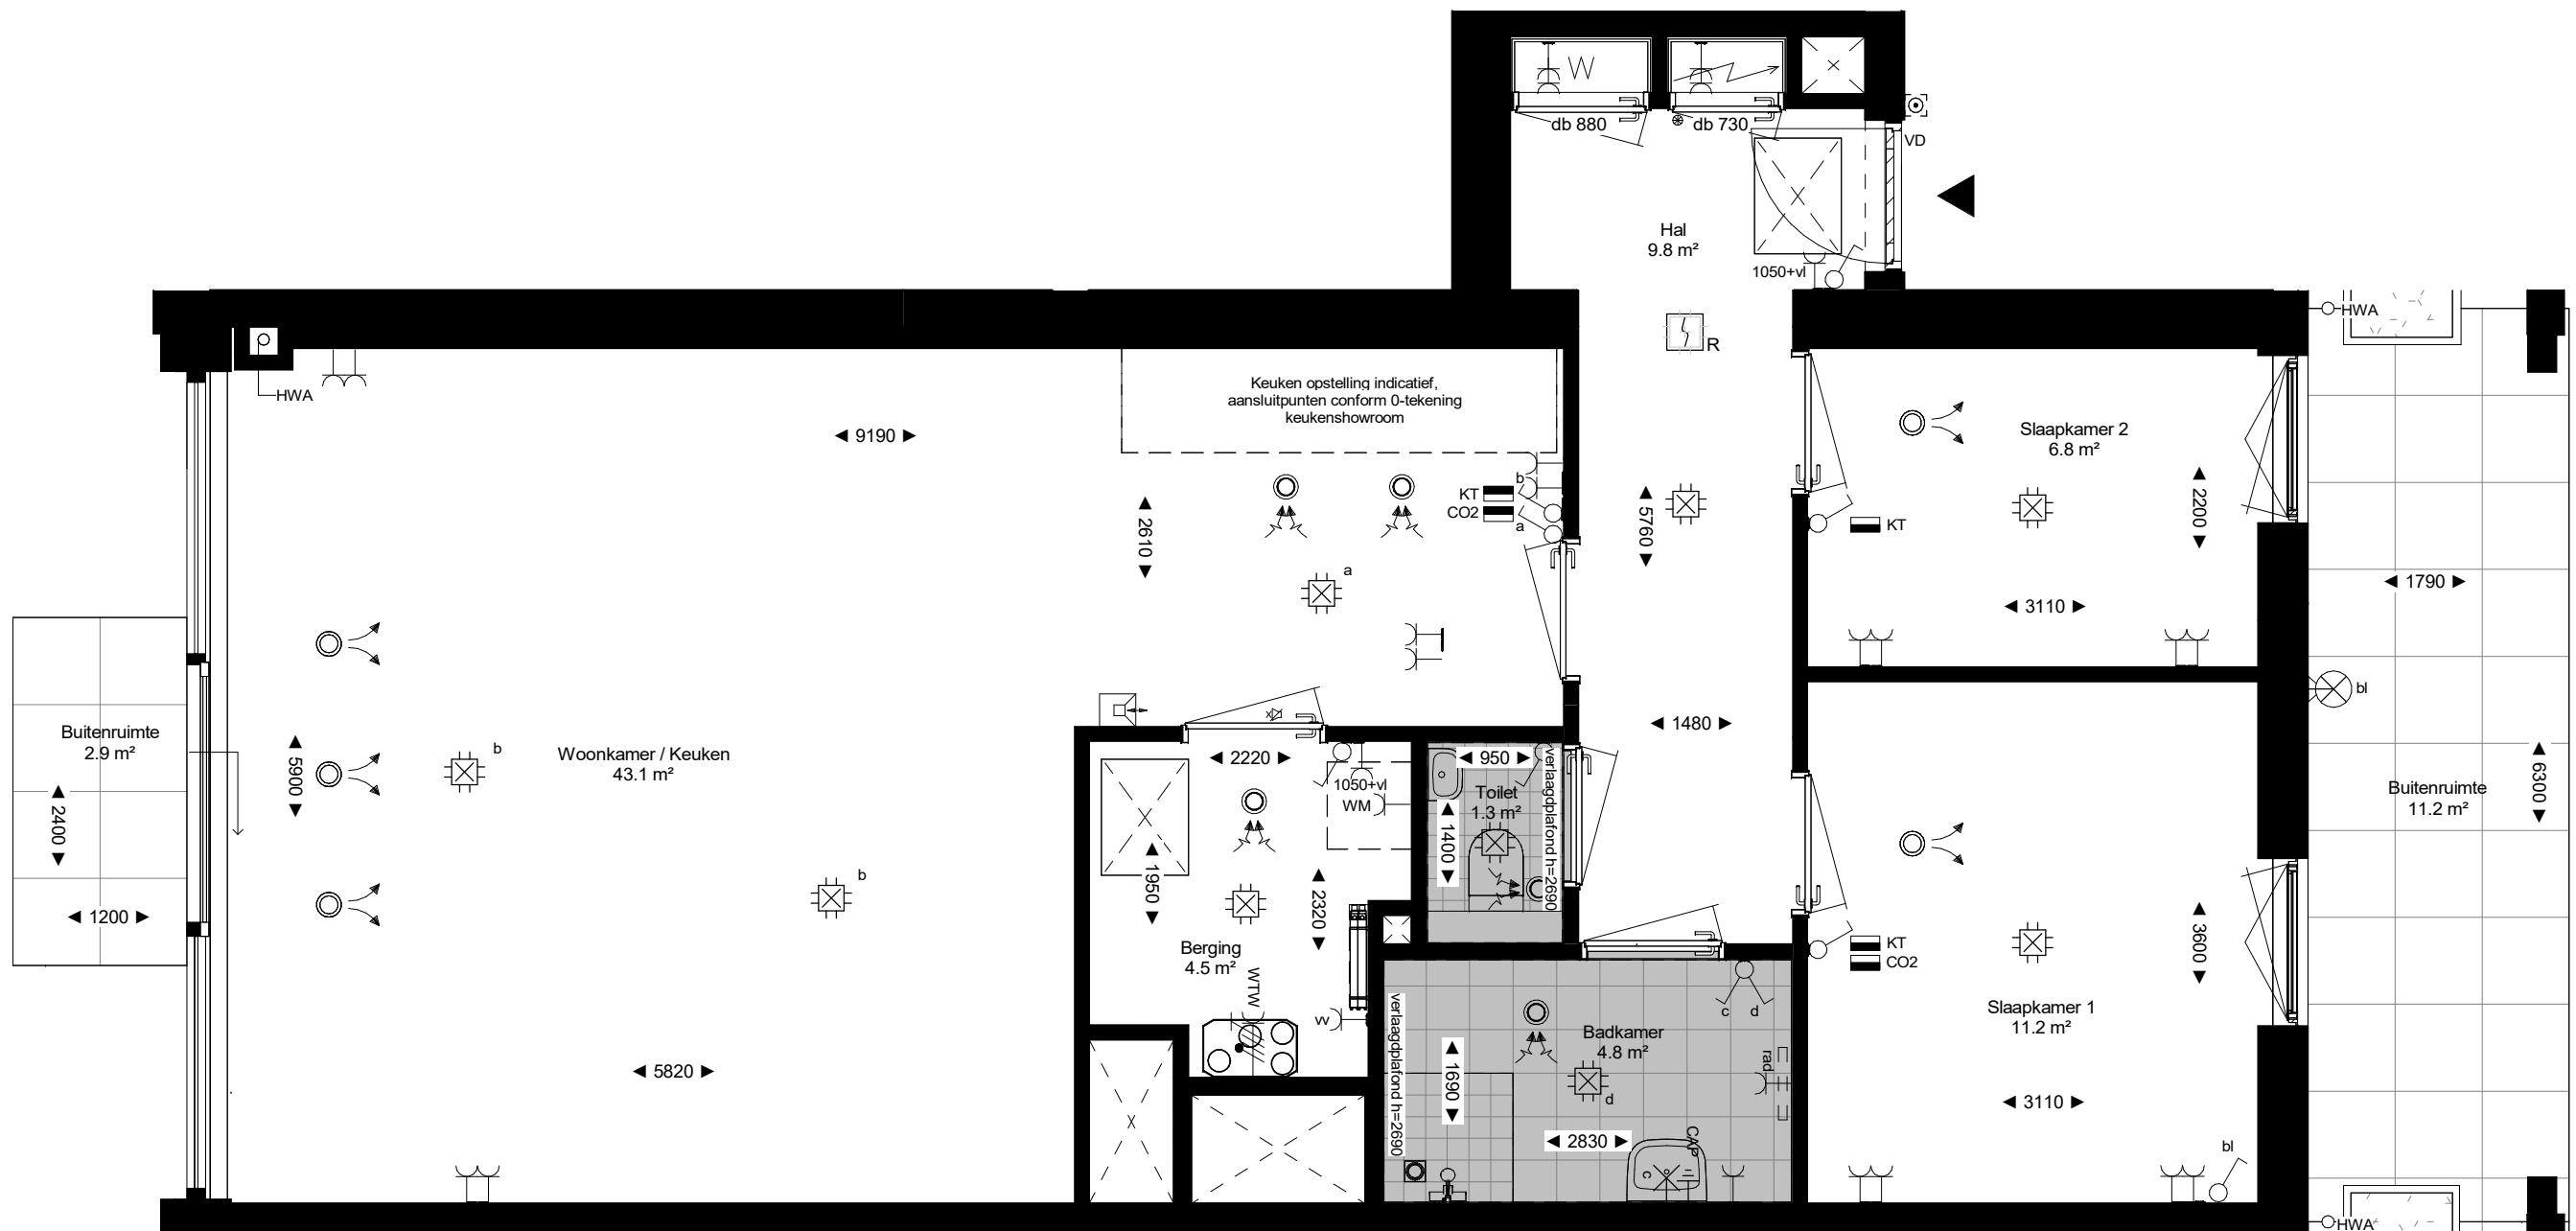 W
db 880
db 730
VD
Hal
9.8 m²
1050+vl
R
HWA
HWA
Keuken opstelling indicatief,
aansluitpunten conform 0-tekening
keukenshowroom
◄ 9190 ►
Slaapkamer 2
6.8 m²
b
KT
CO2
a
◄ 2610 ►
◄ 5760 ►
KT
◄ 2200 ►
◄ 1790 ►
a
◄ 3110 ►
bl
Buitenruimte
2.9 m²
◄ 2400 ►
◄ 1200 ►
◄ 5900 ►
b
Woonkamer / Keuken
43.1 m²
b
◄ 1480 ►
◄ 2220 ►
1050+vl
WM
◄ 950 ►
Toilet
1.3 m²
◄ 1400 ►
verlaagdplafond h=2690
◄ 1950 ►
◄ 2320 ►
Berging
4.5 m²
WTW
vv
Buitenruimte
11.2 m²
◄ 6300 ►
KT
CO2
◄ 3600 ►
Slaapkamer 1
11.2 m²
c
d
Badkamer
4.8 m²
d
rad
verlaagdplafond h=2690
◄ 1690 ►
◄ 5820 ►
◄ 2830 ►
CAP
c
◄ 3110 ►
bl
HWA